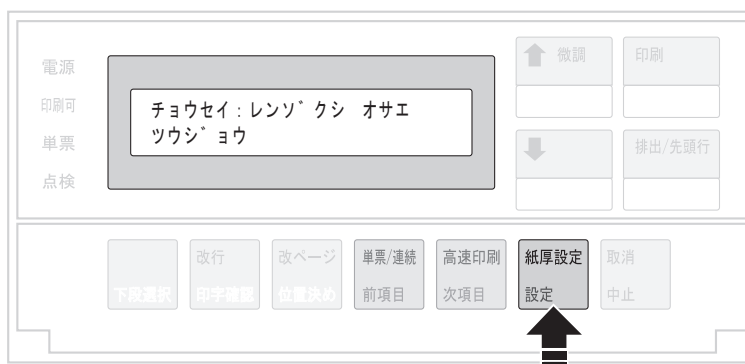 電源
印刷可
単票
点検
チョウセイ：レンゾクシ　オサエ
ツウジョウ
微調
印刷
排出/先頭行
改行
改ページ
単票/連続
高速印刷
紙厚設定
取消
下段選択
印字確認
位置決め
前項目
次項目
設定
中止